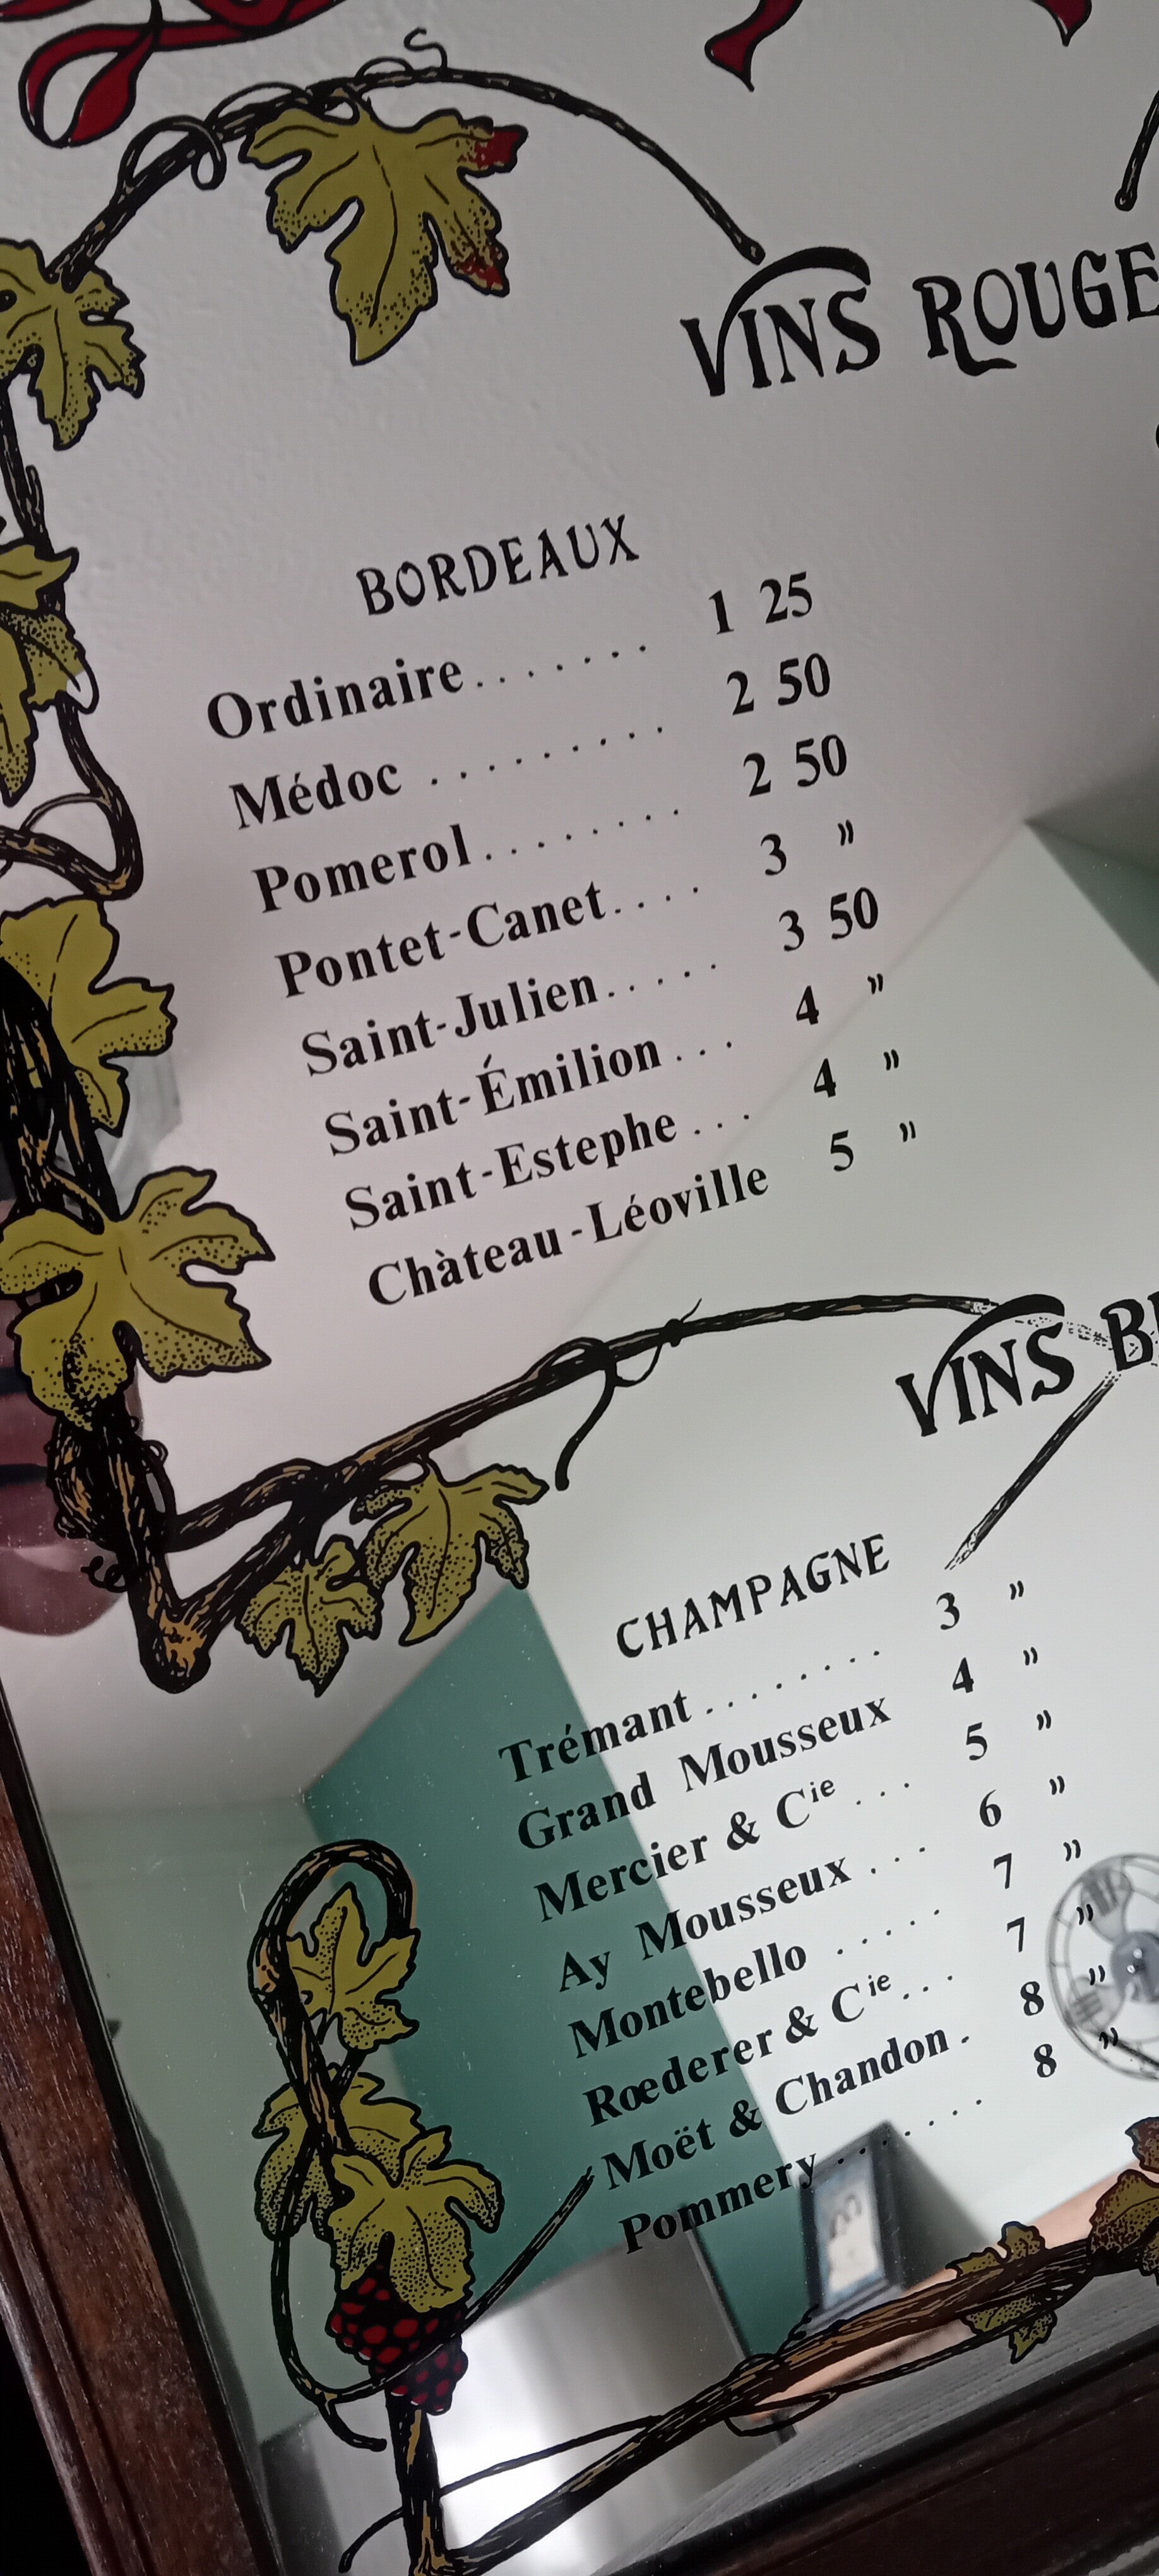 VINS ROUGE
BORDEAUX
Ordinaire....... 1 25
Médoc ......... 2 50
Pomerol........ 2 50
Pontet-Canet.... 3 "
Saint-Julien..... 3 50
Saint-Émilion... 4 "
Saint-Estephe... 4 "
Chàteau-Léoville 5 "
VINS
CHAMPAGNE
Trémant........ 3 "
Grand Mousseux 4 "
Mercier & Cie... 5 "
Ay Mousseux... 6 "
Montebello ..... 7 "
Rœderer & Cie... 7 "
Moët & Chandon. 8 "
Pommery....... 8 "